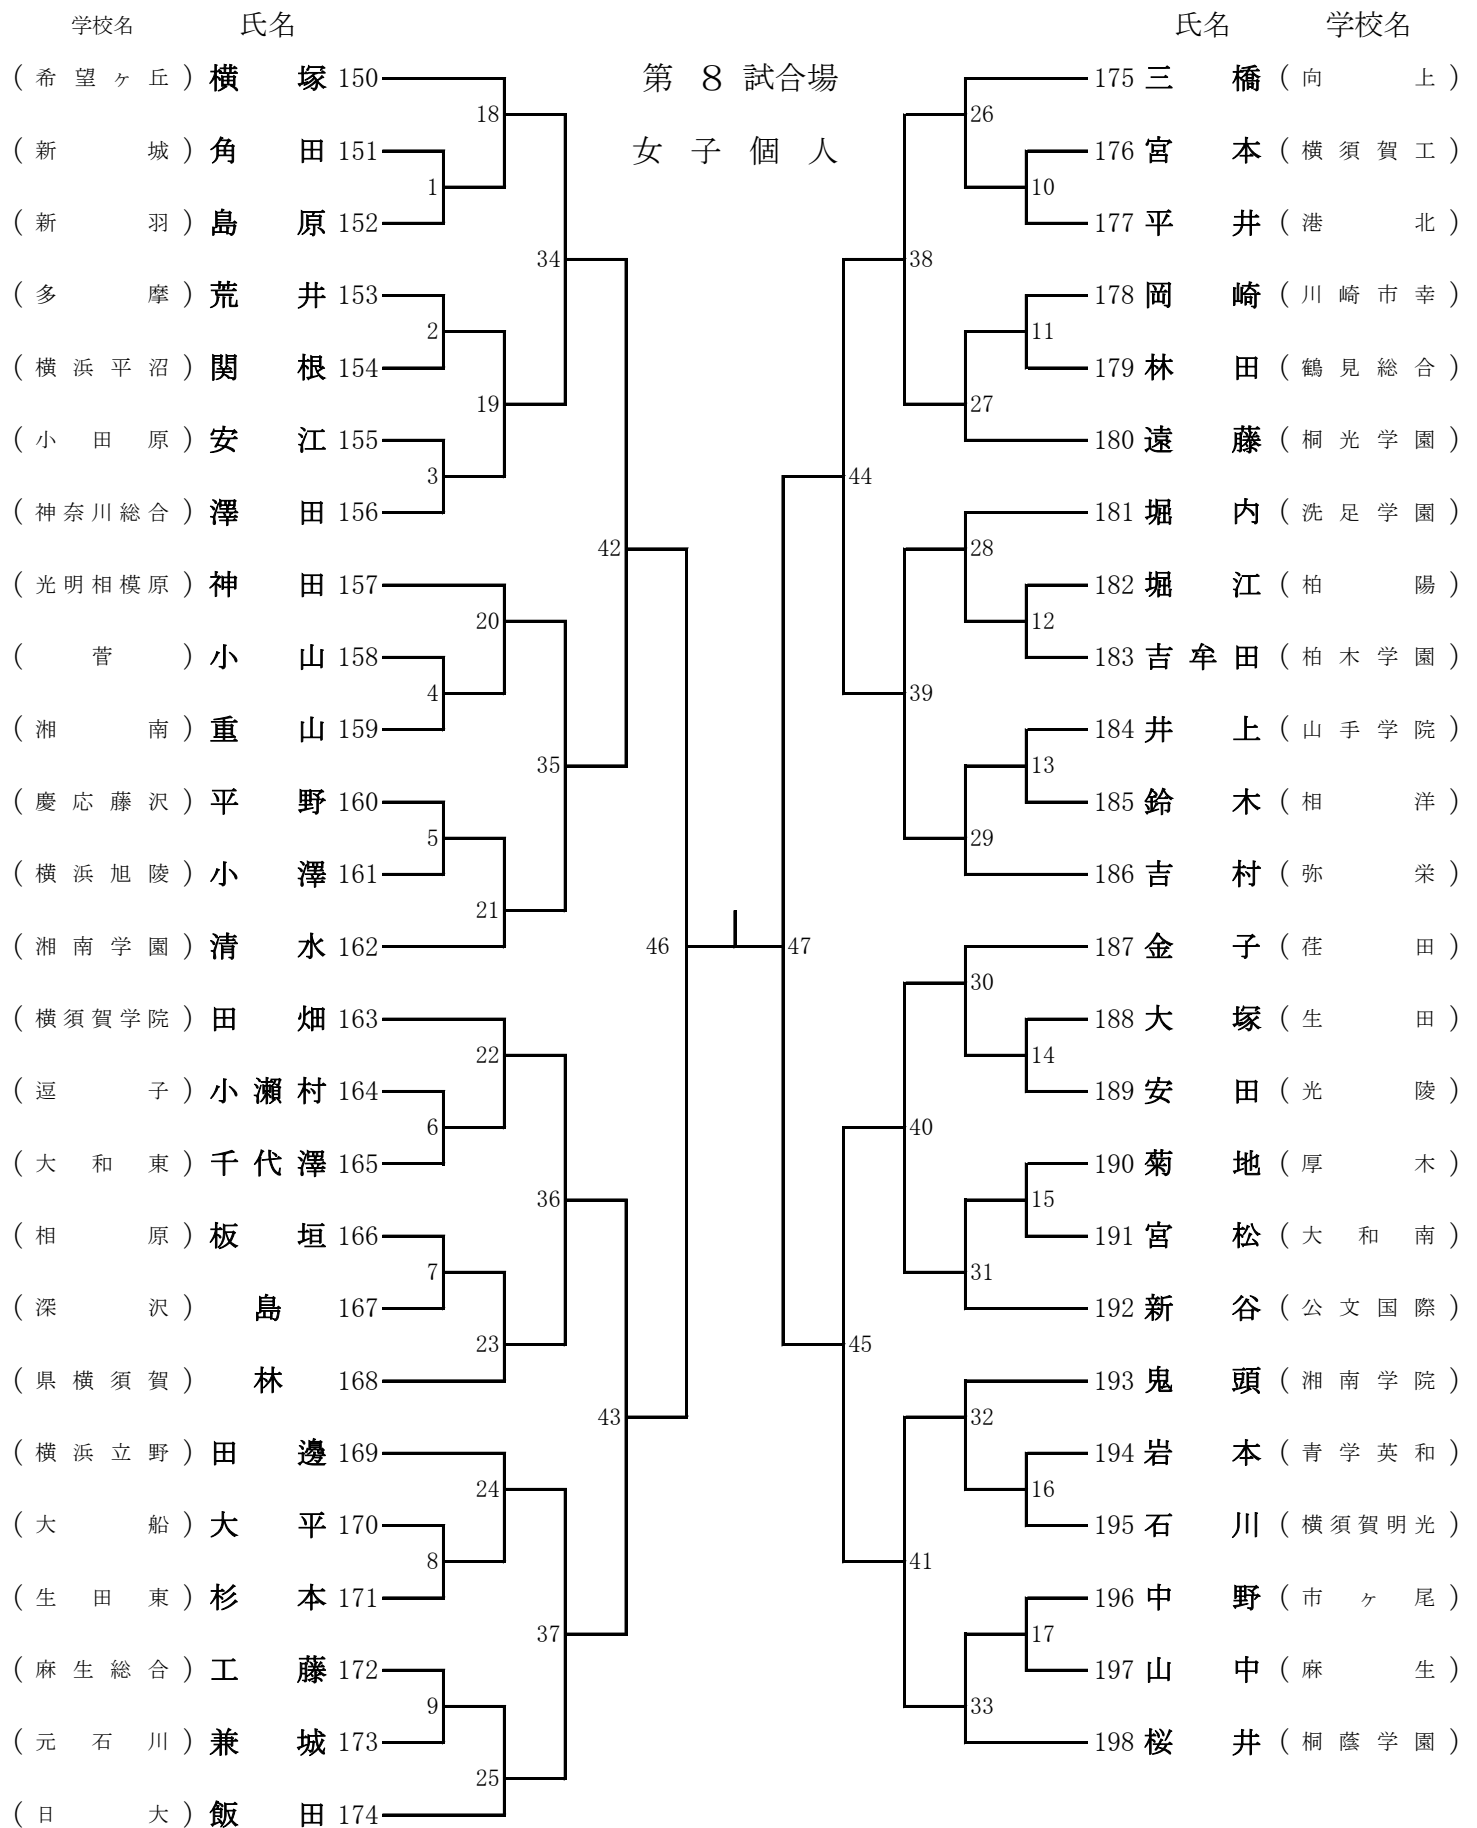 学校名 氏名 氏名 学校名
第 8 試合場
女子個人
(希望ヶ丘) 横塚 150
18
(新城) 角田 151
1
(新羽) 島原 152
34
(多摩) 荒井 153
2
(横浜平沼) 関根 154
19
(小田原) 安江 155
3
(神奈川総合) 澤田 156
42
(光明相模原) 神田 157
20
(菅) 小山 158
4
(湘南) 重山 159
35
(慶応藤沢) 平野 160
5
(横浜旭陵) 小澤 161
21
(湘南学園) 清水 162
46
(横須賀学院) 田畑 163
22
(逗子) 小瀬村 164
6
(大和東) 千代澤 165
36
(相原) 板垣 166
7
(深沢) 島 167
23
(県横須賀) 林 168
43
(横浜立野) 田邊 169
24
(大船) 大平 170
8
(生田東) 杉本 171
37
(麻生総合) 工藤 172
9
(元石川) 兼城 173
25
(日大) 飯田 174
175 三橋 (向上)
26
176 宮本 (横須賀工)
10
177 平井 (港北)
38
178 岡崎 (川崎市幸)
11
179 林田 (鶴見総合)
27
180 遠藤 (桐光学園)
44
181 堀内 (洗足学園)
28
182 堀江 (柏陽)
12
183 吉牟田 (柏木学園)
39
184 井上 (山手学院)
13
185 鈴木 (相洋)
29
186 吉村 (弥栄)
47
187 金子 (荏田)
30
188 大塚 (生田)
14
189 安田 (光陵)
40
190 菊地 (厚木)
15
191 宮松 (大和南)
31
192 新谷 (公文国際)
45
193 鬼頭 (湘南学院)
32
194 岩本 (青学英和)
16
195 石川 (横須賀明光)
41
196 中野 (市ヶ尾)
17
197 山中 (麻生)
33
198 桜井 (桐蔭学園)